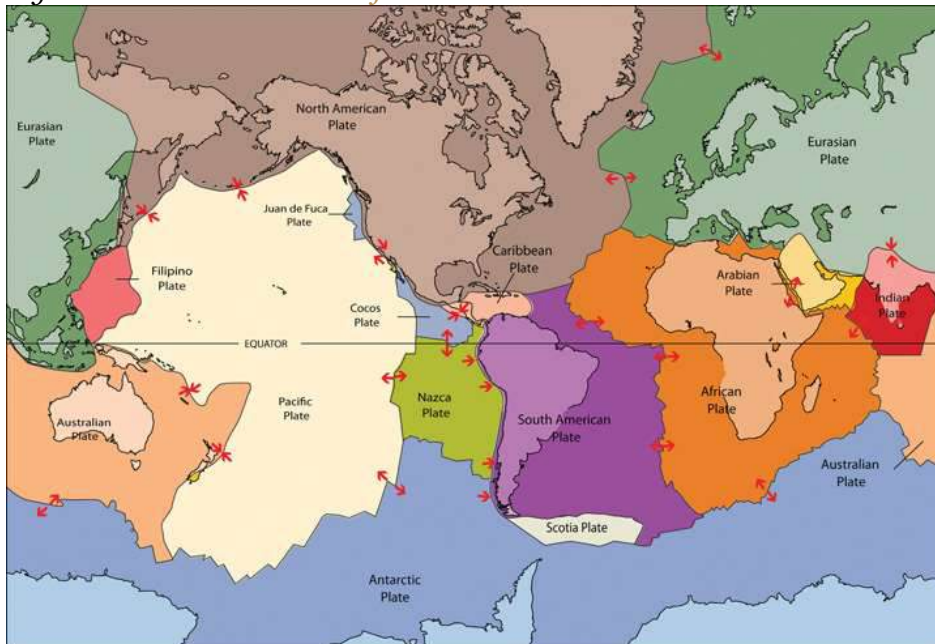 North American
Plate
Eurasian
Plate
Eurasian
Plate
Juan de Fuca
Plate
Caribbean
Plate
Filipino
Plate
Arabian
Plate
Cocos
Plate
Indian
Plate
EQUATOR
Pacific
Plate
Nazca
Plate
African
Plate
Australian
Plate
South American
Plate
Australian
Plate
Scotia Plate
Antarctic
Plate